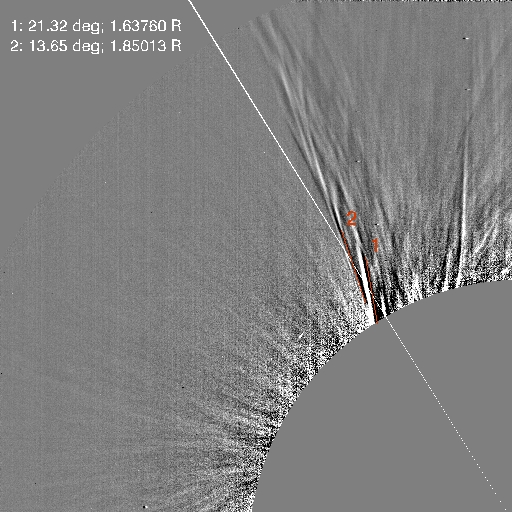 1: 21.32 deg; 1.63760 R
2: 13.65 deg; 1.85013 R
2
1